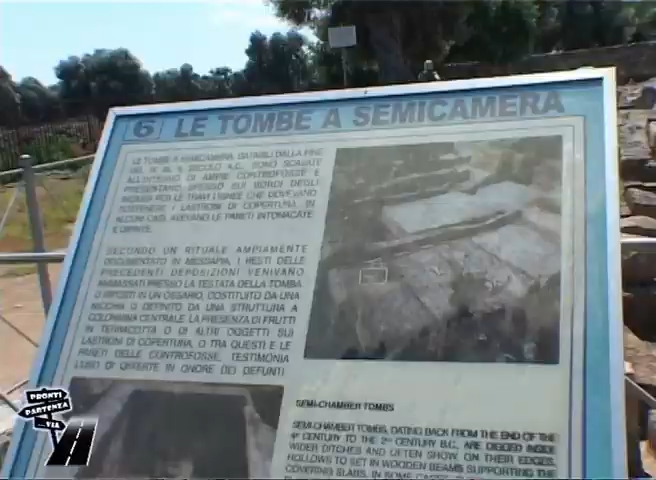 6 LE TOMBE A SEMICAMERA
LE TOMBE A SEMICAMERA, DATABILI DALLA FINE
DEL IV AL II SECOLO A.C., SONO SCAVATE
ALL'INTERNO DI AMPIE CONTROFOSSE E
PRESENTANO SPESSO SUI BORDI DEGLI
INCAVI PER LE TRAVI LIGNEE CHE DOVEVANO
SOSTENERE I LASTRONI DI COPERTURA. IN
ALCUNI CASI, AVEVANO LE PARETI INTONACATE
E DIPINTE.
SECONDO UN RITUALE AMPIAMENTE
DOCUMENTATO IN MESSAPIA, I RESTI DELLE
PRECEDENTI DEPOSIZIONI VENIVANO
AMMASSATI PRESSO LA TESTATA DELLA TOMBA
O RIPOSTI IN UN OSSARIO, COSTITUITO DA UNA
NICCHIA O DEFINITO DA UNA STRUTTURA A
COLONNINA CENTRALE. LA PRESENZA DI FRUTTI
IN TERRACOTTA O DI ALTRI OGGETTI SUI
LASTRONI DI COPERTURA, O TRA QUESTI E LE
PARETI DELLE CONTROFOSSE, TESTIMONIA
L'USO DI OFFERTE IN ONORE DEI DEFUNTI
SEMI-CHAMBER TOMBS
SEMI-CHAMBER TOMBS, DATING BACK FROM THE END OF THE
4TH CENTURY TO THE 2ND CENTURY B.C., ARE DIGGED INSIDE
WIDER DITCHES AND OFTEN SHOW ON THEIR EDGES,
HOLLOWS TO SET IN WOODEN BEAMS SUPPORTING THE
COVERING SLABS. IN SOME CASES,
PRONTI
PARTENZA
VIA